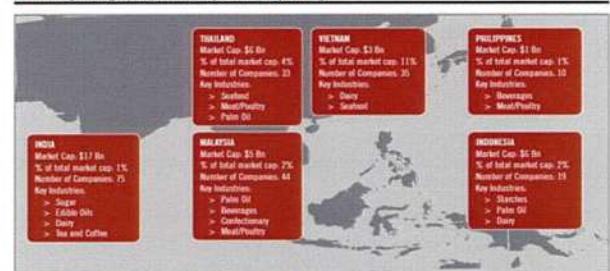 THAILAND
Market Cap: $6 Bn
% of total market cap: 4%
Number of Companies: 33
Key Industries:
> Seafood
> Meat/Poultry
> Palm Oil
VIETNAM
Market Cap: $3 Bn
% of total market cap: 11%
Number of Companies: 35
Key Industries:
> Dairy
> Seafood
PHILIPPINES
Market Cap: $1 Bn
% of total market cap: 1%
Number of Companies: 10
Key Industries:
> Beverages
> Meat/Poultry
INDIA
Market Cap: $17 Bn
% of total market cap: 1%
Number of Companies: 75
Key Industries:
> Sugar
> Edible Oils
> Dairy
> Tea and Coffee
MALAYSIA
Market Cap: $5 Bn
% of total market cap: 2%
Number of Companies: 44
Key Industries:
> Palm Oil
> Beverages
> Confectionary
> Meat/Poultry
INDONESIA
Market Cap: $6 Bn
% of total market cap: 2%
Number of Companies: 19
Key Industries:
> Starches
> Palm Oil
> Dairy